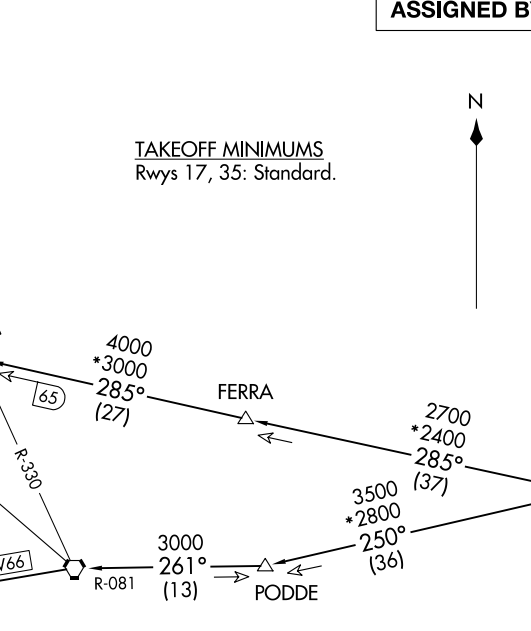 ASSIGNED B
N
TAKEOFF MINIMUMS
Rwys 17, 35: Standard.
4000
*3000
285°
(27)
65
FERRA
2700
*2400
285°
(37)
R-330
3500
*2800
250°
(36)
V66
3000
261°
(13)
R-081
PODDE